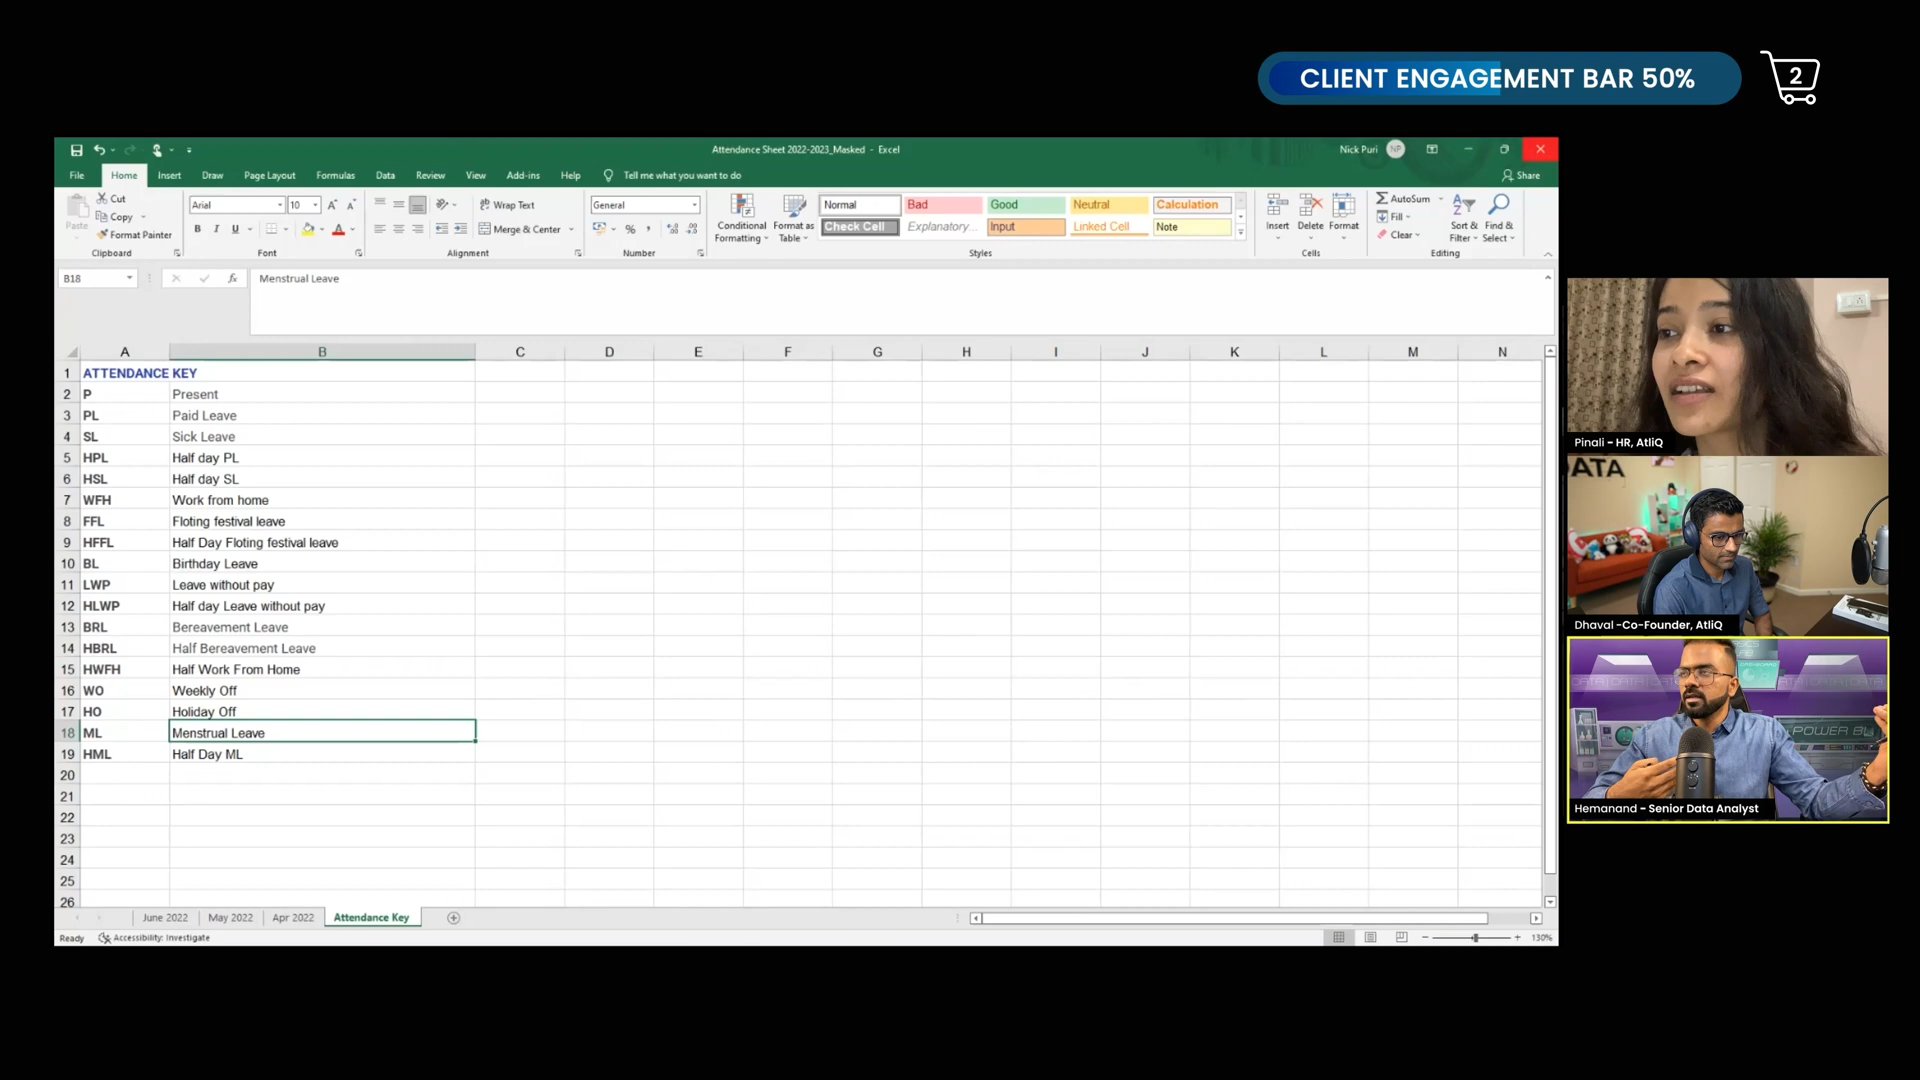 CLIENT ENGAGEMENT BAR 50%
2
Attendance Sheet 2022-2023_Masked - Excel
Nick Puri NP
File Home Insert Draw Page Layout Formulas Data Review View Add-ins Help Tell me what you want to do Share
Paste Cut Copy Format Painter
Clipboard
Arial 10
B I U
Font
Wrap Text
Merge & Center
Alignment
General
Number
Conditional Formatting
Format as Table
Normal Bad Good Neutral Calculation
Check Cell Explanatory... Input Linked Cell Note
Styles
Insert Delete Format
Cells
AutoSum
Fill
Clear
Sort & Filter
Find & Select
Editing
B18 fx Menstrual Leave
A B C D E F G H I J K L M N
1 ATTENDANCE KEY
2 P Present
3 PL Paid Leave
4 SL Sick Leave
5 HPL Half day PL
6 HSL Half day SL
7 WFH Work from home
8 FFL Floting festival leave
9 HFFL Half Day Floting festival leave
10 BL Birthday Leave
11 LWP Leave without pay
12 HLWP Half day Leave without pay
13 BRL Bereavement Leave
14 HBRL Half Bereavement Leave
15 HWFH Half Work From Home
16 WO Weekly Off
17 HO Holiday Off
18 ML Menstrual Leave
19 HML Half Day ML
20
21
22
23
24
25
26
June 2022 May 2022 Apr 2022 Attendance Key
Ready Accessibility: Investigate
130%
Pinali - HR, AtliQ
DATA
Dhaval -Co-Founder, AtliQ
POWER BI
Hemanand - Senior Data Analyst